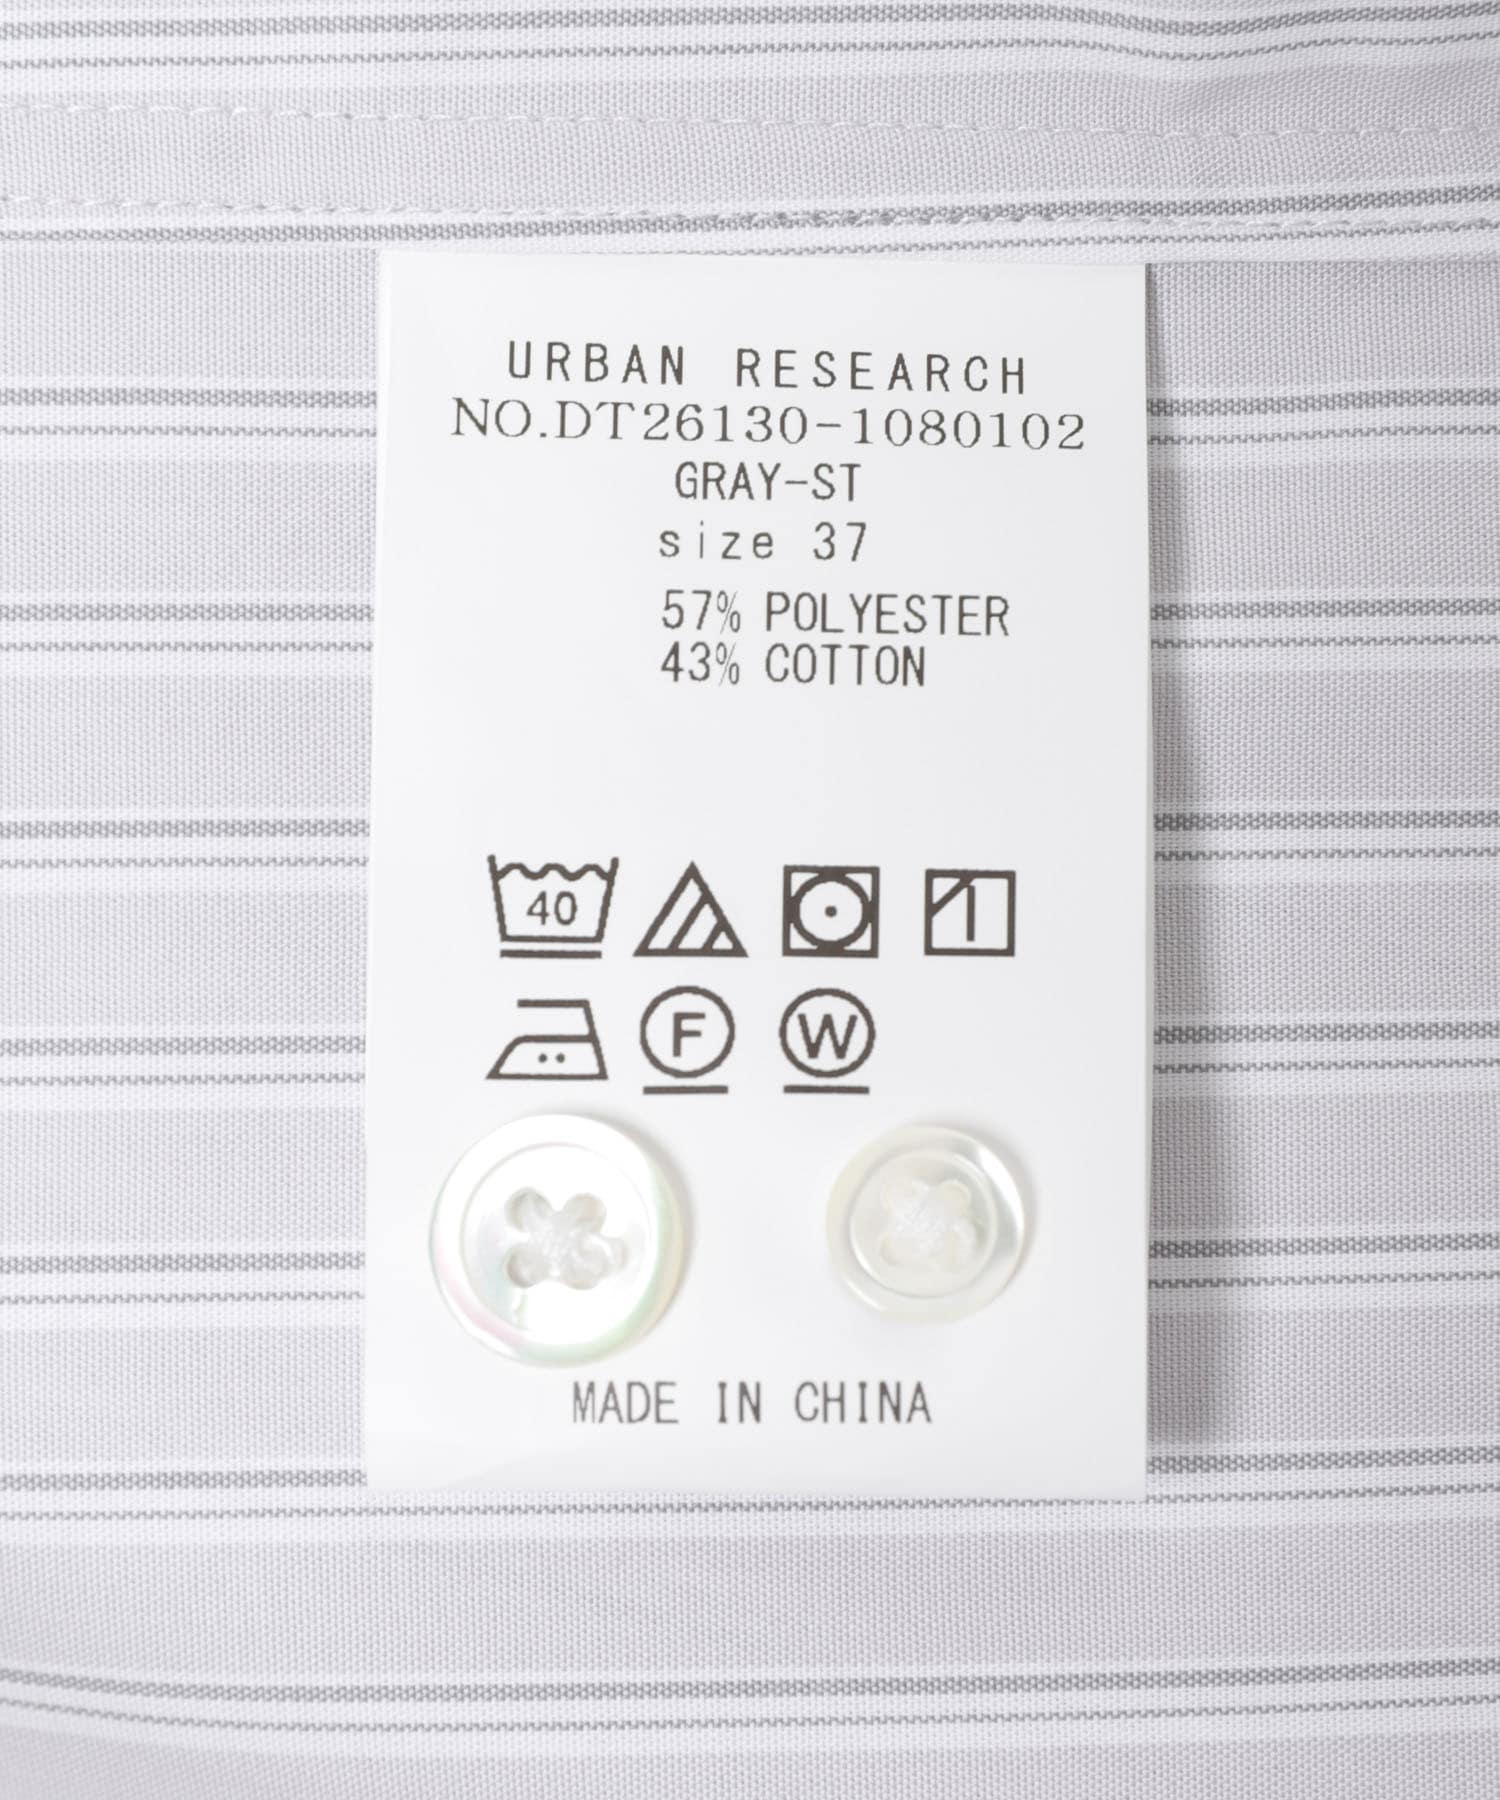 URBAN RESEARCH
NO.DT26130-1080102
GRAY-ST
size 37
57% POLYESTER
43% COTTON
40
F W
MADE IN CHINA